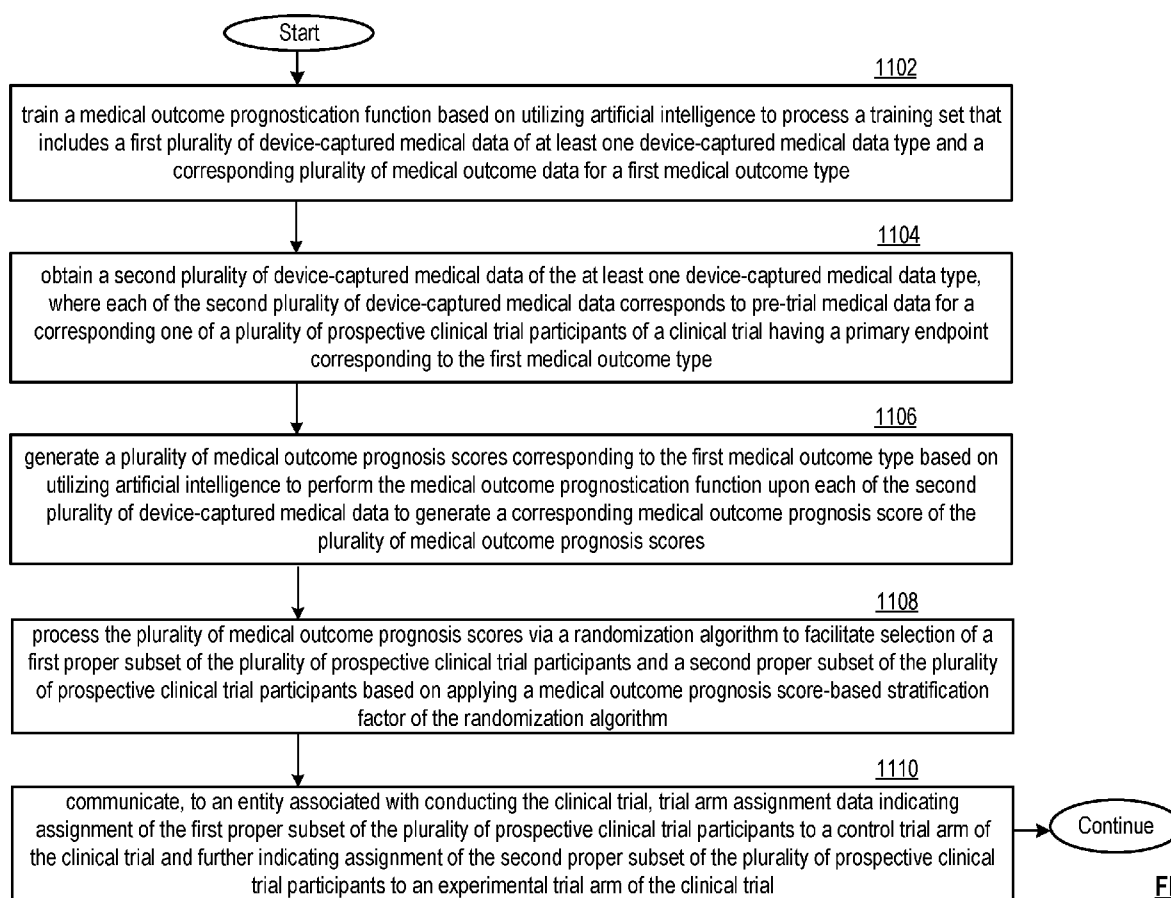 Start
1102
train a medical outcome prognostication function based on utilizing artificial intelligence to process a training set that
includes a first plurality of device-captured medical data of at least one device-captured medical data type and a
corresponding plurality of medical outcome data for a first medical outcome type
1104
obtain a second plurality of device-captured medical data of the at least one device-captured medical data type,
where each of the second plurality of device-captured medical data corresponds to pre-trial medical data for a
corresponding one of a plurality of prospective clinical trial participants of a clinical trial having a primary endpoint
corresponding to the first medical outcome type
1106
generate a plurality of medical outcome prognosis scores corresponding to the first medical outcome type based on
utilizing artificial intelligence to perform the medical outcome prognostication function upon each of the second
plurality of device-captured medical data to generate a corresponding medical outcome prognosis score of the
plurality of medical outcome prognosis scores
1108
process the plurality of medical outcome prognosis scores via a randomization algorithm to facilitate selection of a
first proper subset of the plurality of prospective clinical trial participants and a second proper subset of the plurality
of prospective clinical trial participants based on applying a medical outcome prognosis score-based stratification
factor of the randomization algorithm
1110
communicate, to an entity associated with conducting the clinical trial, trial arm assignment data indicating
assignment of the first proper subset of the plurality of prospective clinical trial participants to a control trial arm of
the clinical trial and further indicating assignment of the second proper subset of the plurality of prospective clinical
trial participants to an experimental trial arm of the clinical trial
Continue